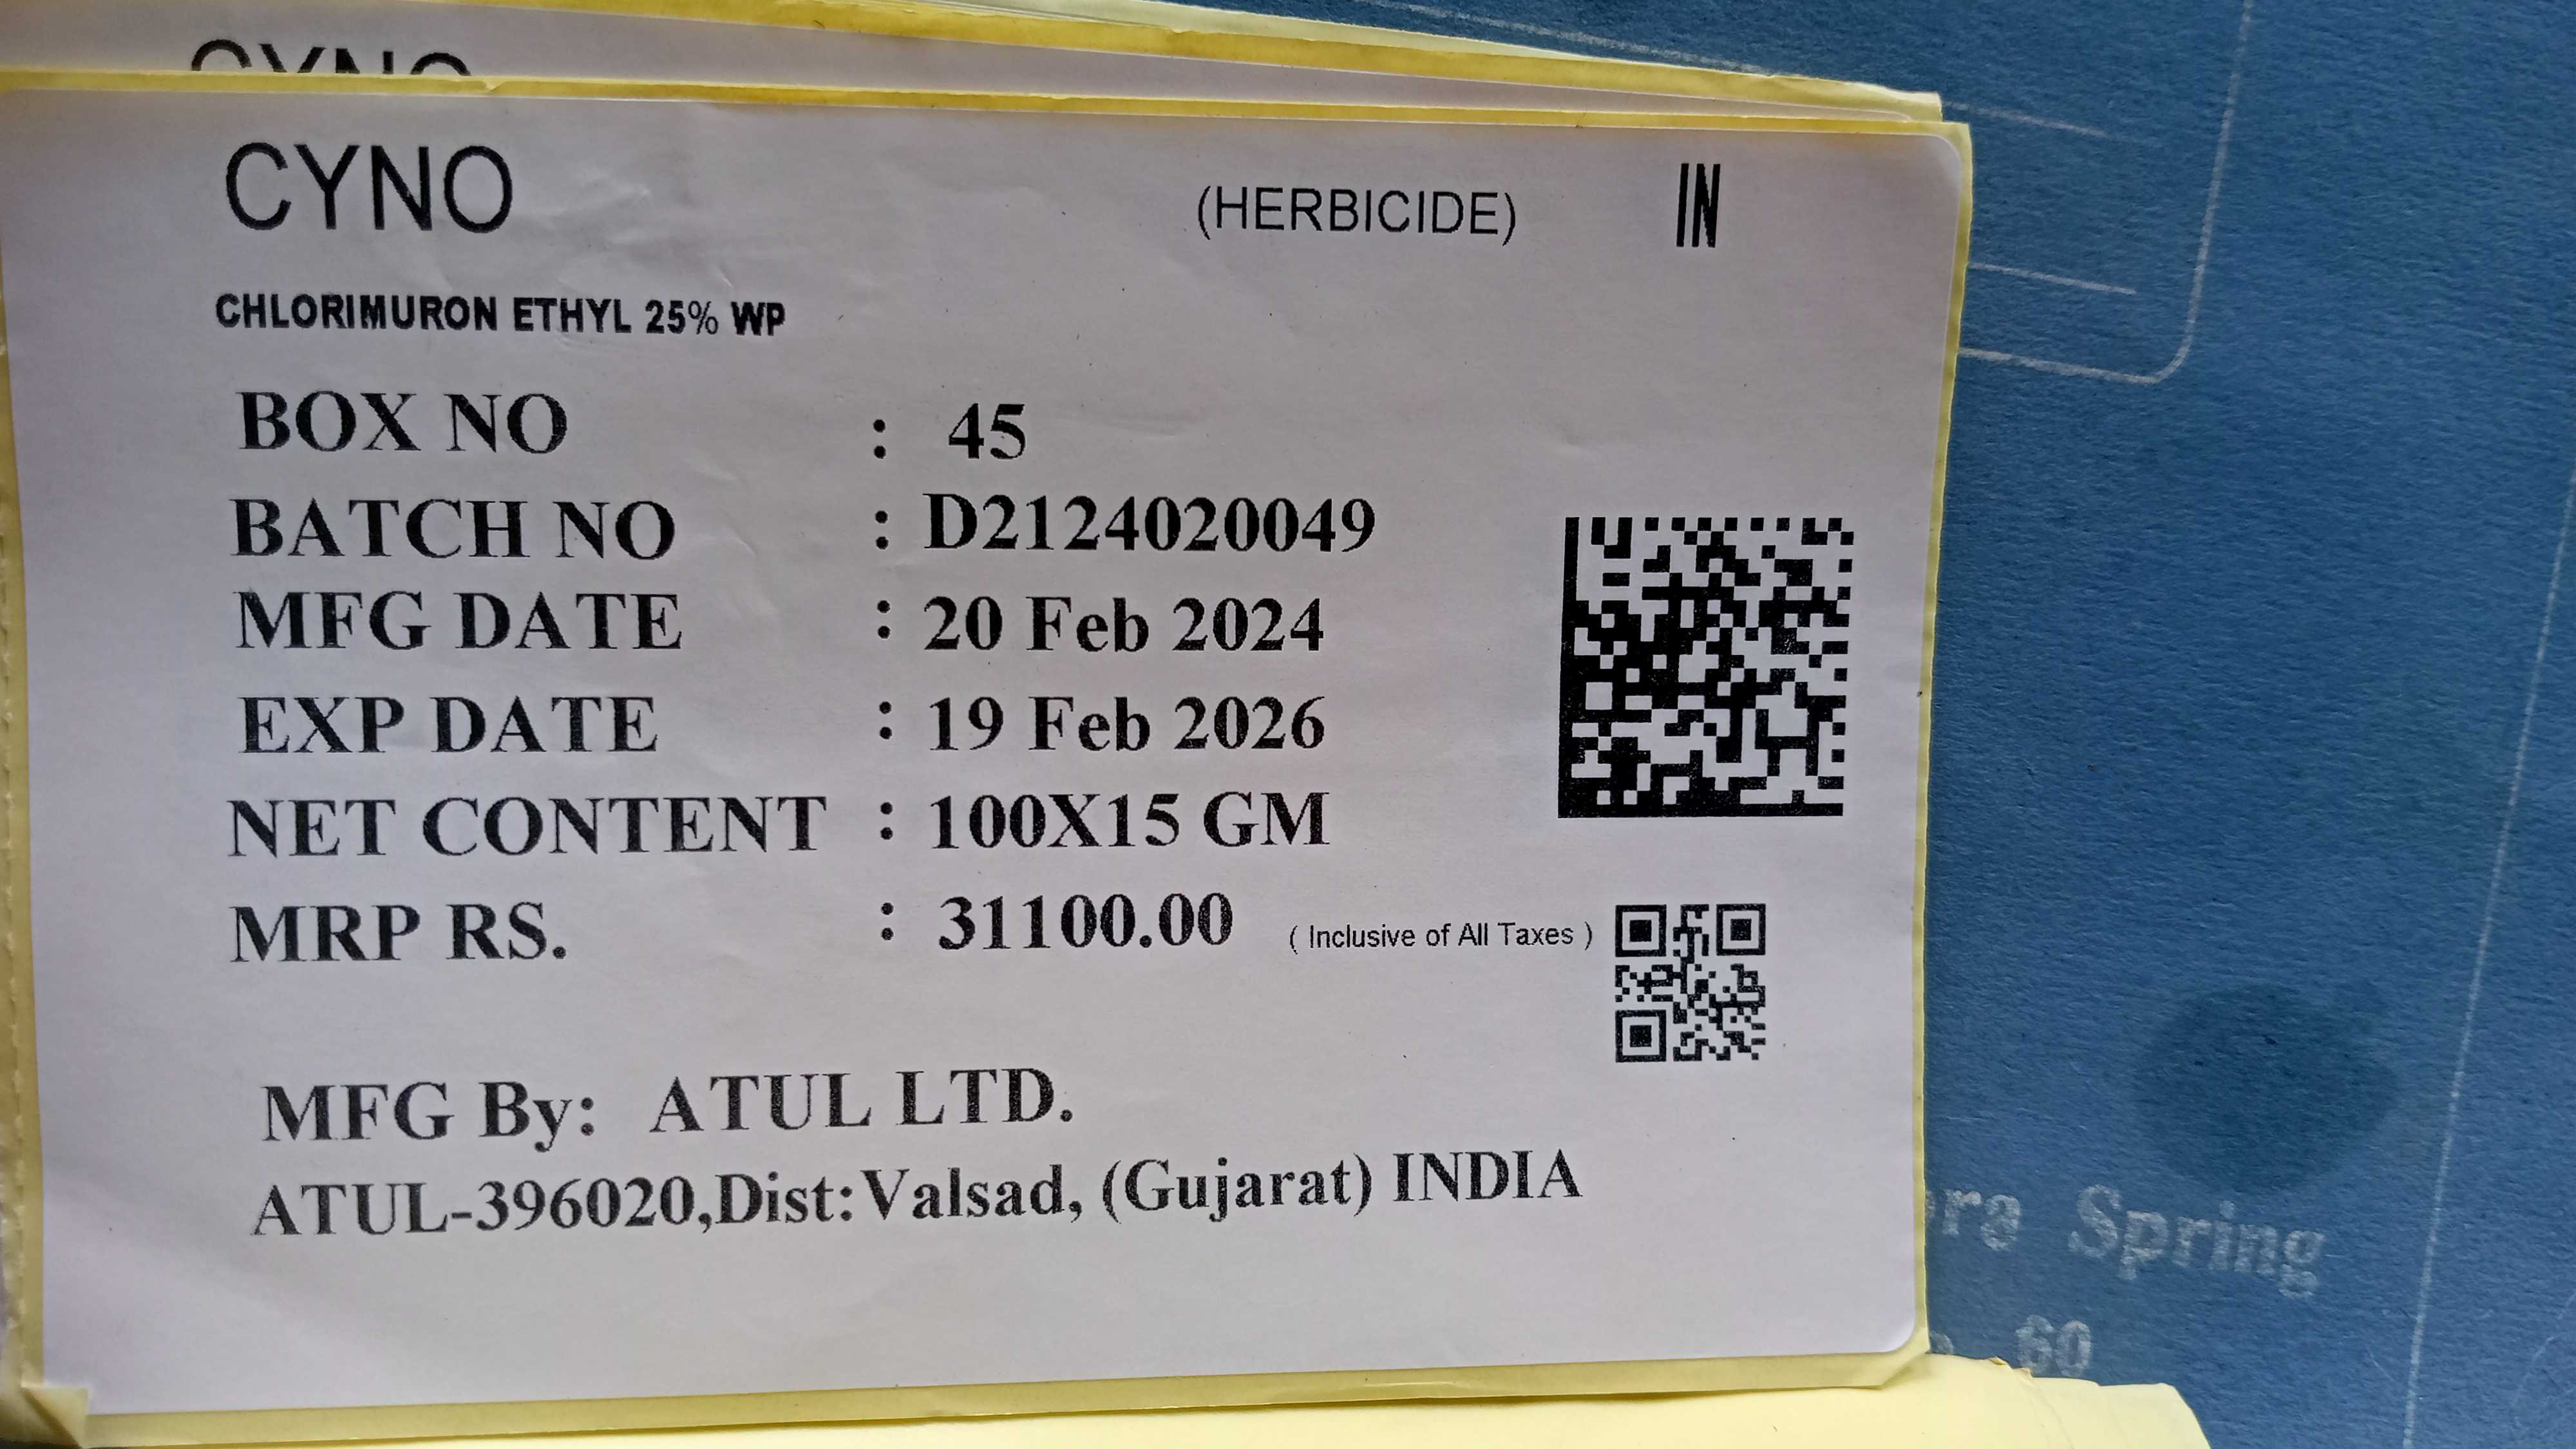 CYNO
CYNO (HERBICIDE) IN
CHLORIMURON ETHYL 25% WP
BOX NO : 45
BATCH NO : D2124020049
MFG DATE : 20 Feb 2024
EXP DATE : 19 Feb 2026
NET CONTENT : 100X15 GM
MRP RS. : 31100.00 ( Inclusive of All Taxes )
MFG By: ATUL LTD.
ATUL-396020,Dist:Valsad, (Gujarat) INDIA
Spring
60